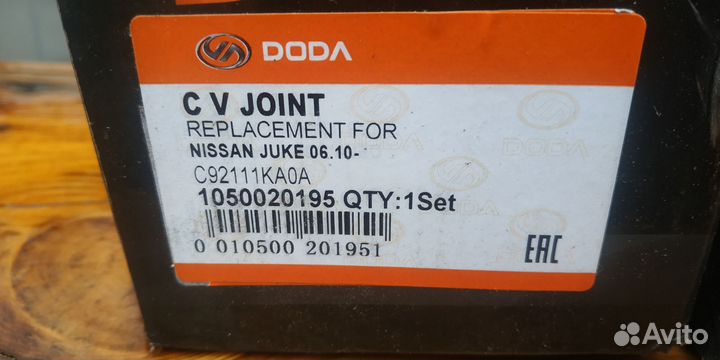 DODA
C V JOINT
REPLACEMENT FOR
NISSAN JUKE 06.10-
C92111KA0A
1050020195 QTY:1Set
0 010500 201951
EAC
Avito